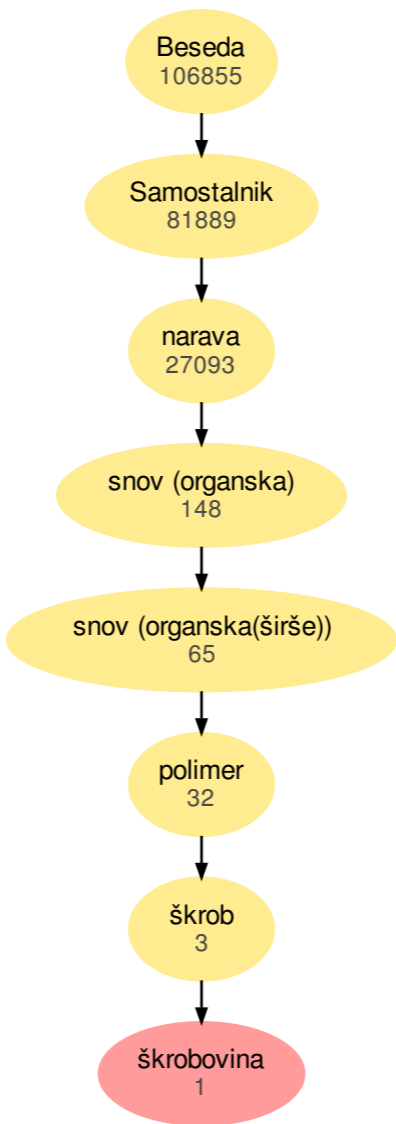 Beseda
106855
Samostalnik
81889
narava
27093
snov (organska)
148
snov (organska(širše))
65
polimer
32
škrob
3
škrobovina
1